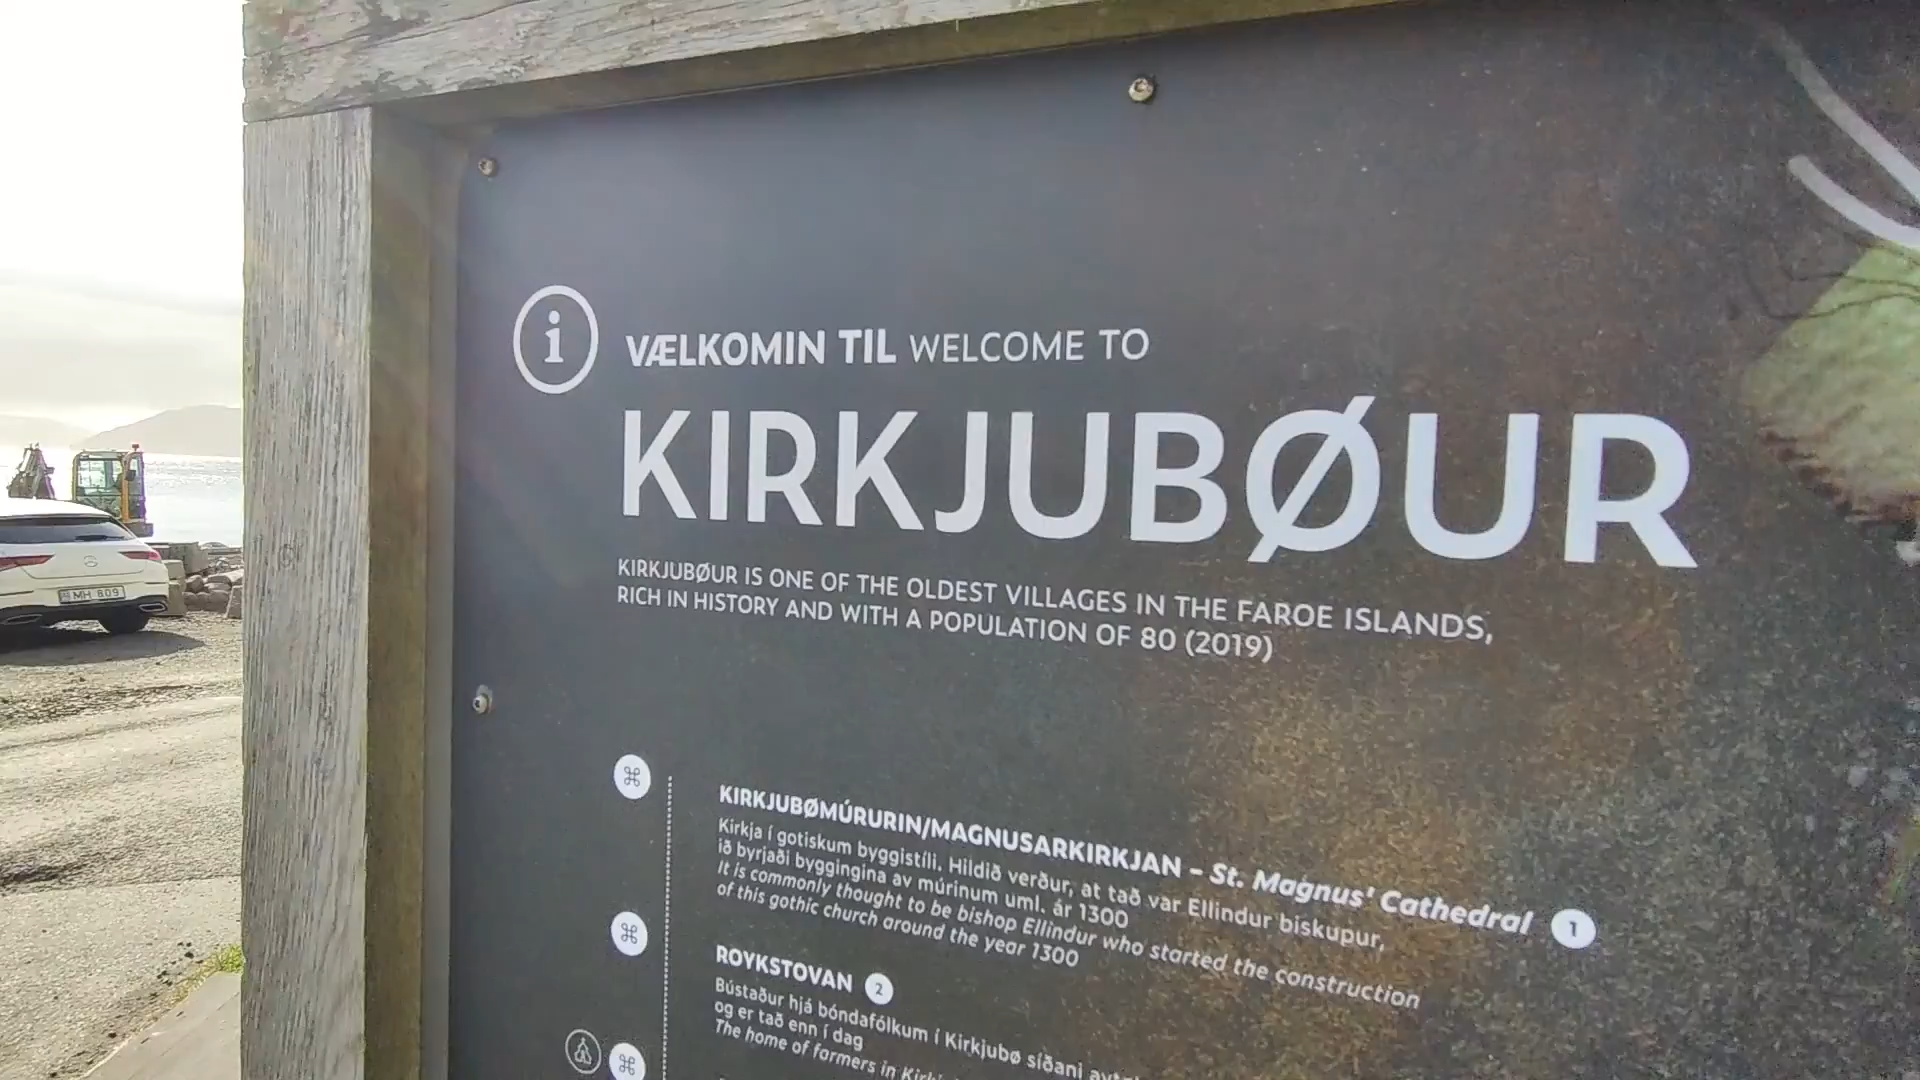 i
VÆLKOMIN TIL WELCOME TO
KIRKJUBØUR
KIRKJUBØUR IS ONE OF THE OLDEST VILLAGES IN THE FAROE ISLANDS,
RICH IN HISTORY AND WITH A POPULATION OF 80 (2019)
KIRKJUBØMÚRURIN/MAGNUSARKIRKJAN – St. Magnus' Cathedral 1
Kirkja í gotiskum byggistíli. Hildið verður, at tað var Ellindur biskupur,
ið byrjaði byggingina av múrinum uml. ár 1300
It is commonly thought to be bishop Ellindur who started the construction
of this gothic church around the year 1300
ROYKSTOVAN 2
Bústaður hjá bóndafólkum í Kirkjubø síðani
og er tað enn í dag
The home of farmers in
MH 809